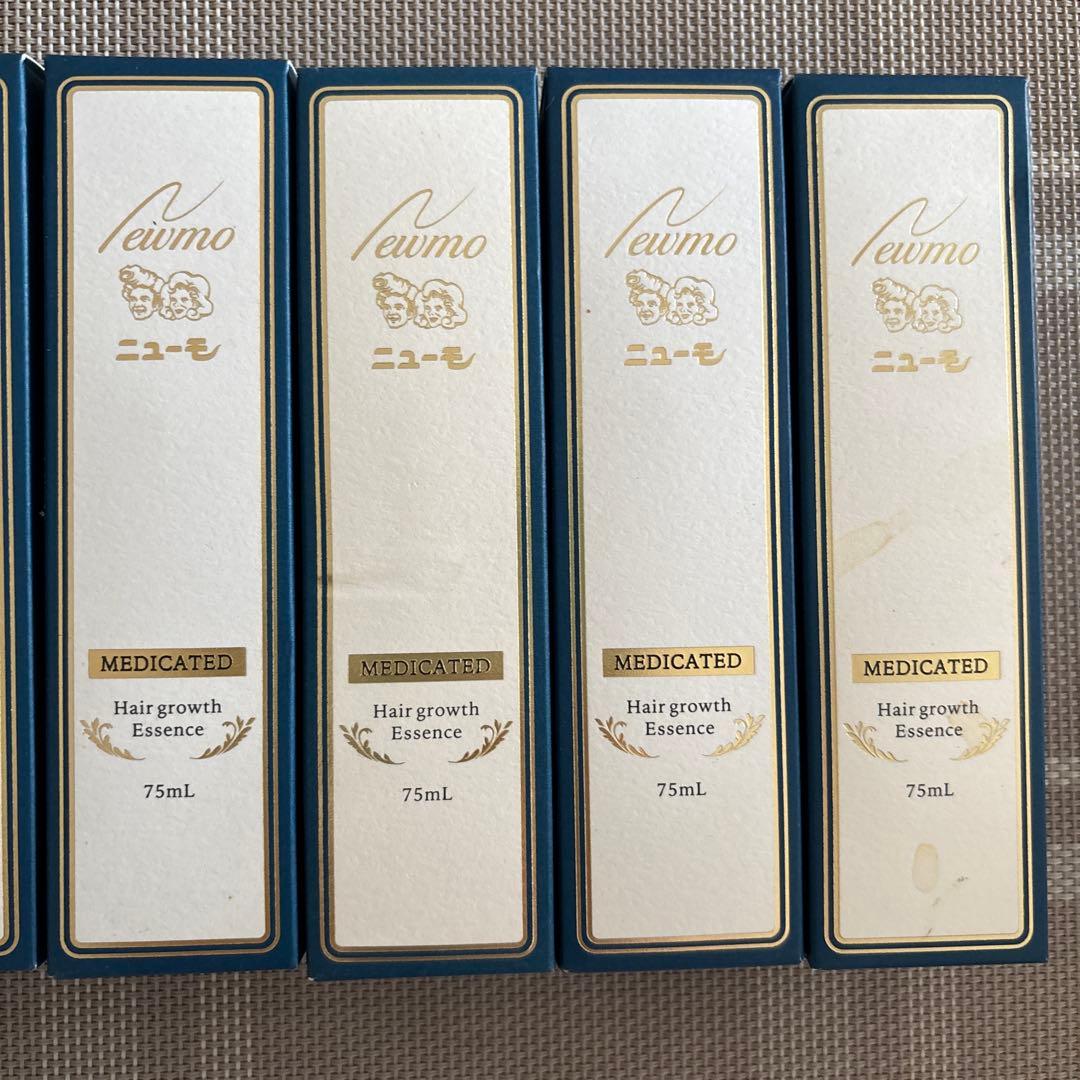 Newmo
ニューモ
MEDICATED
Hair growth
Essence
75mL
Newmo
ニューモ
MEDICATED
Hair growth
Essence
75mL
Newmo
ニューモ
MEDICATED
Hair growth
Essence
75mL
Newmo
ニューモ
MEDICATED
Hair growth
Essence
75mL